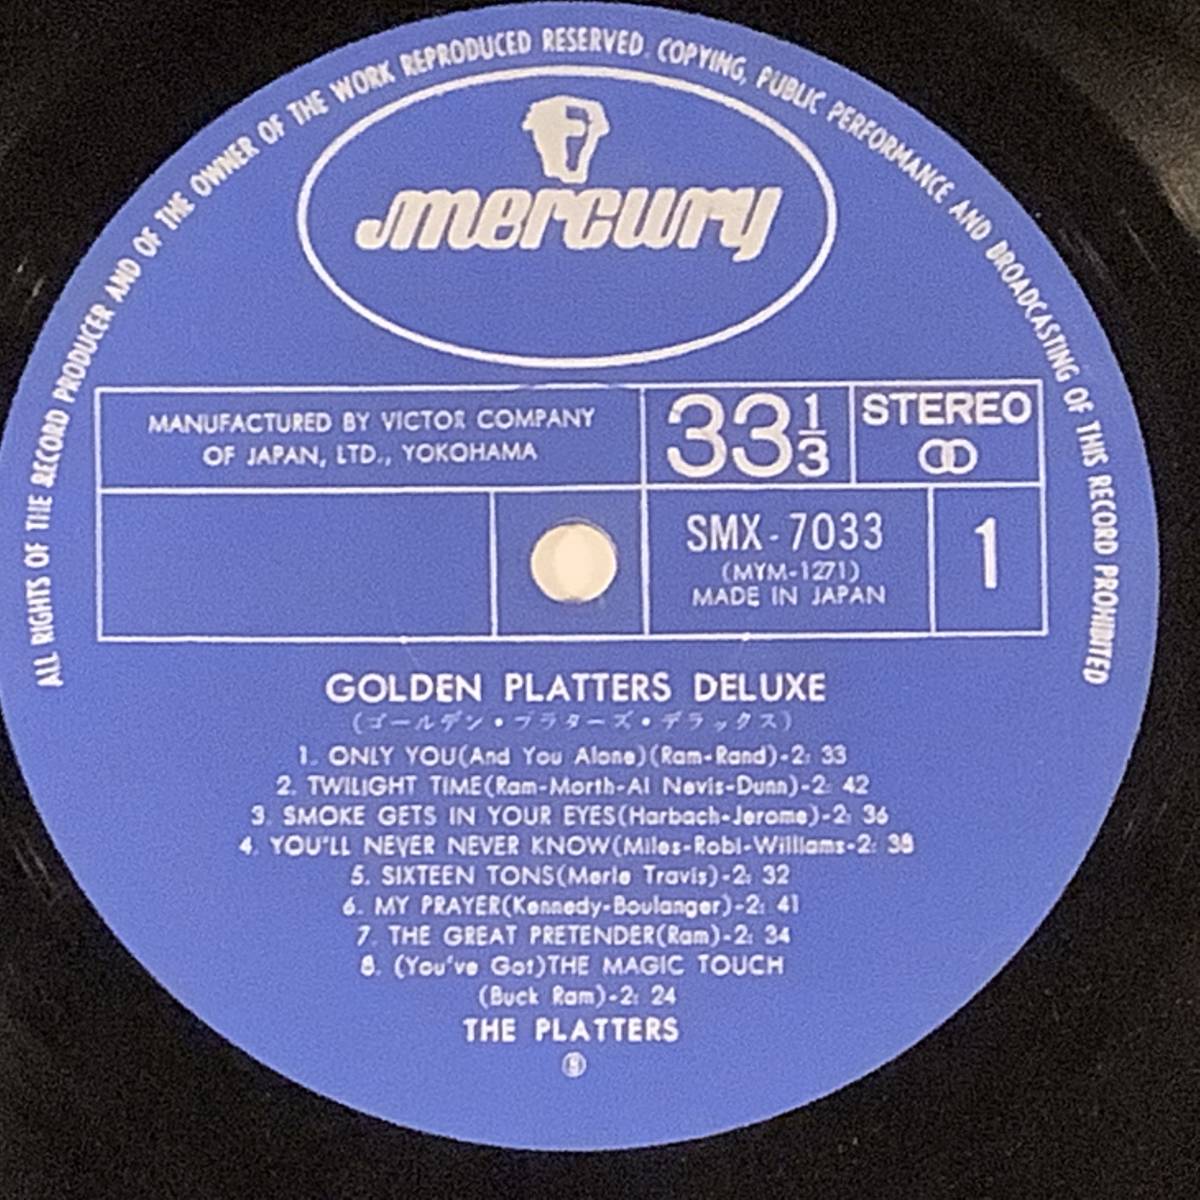 ALL RIGHTS OF THE RECORD PRODUCER AND OF THE OWNER OF THE WORK REPRODUCED RESERVED. COPYING, PUBLIC PERFORMANCE AND BROADCASTING OF THIS RECORD PROHIBITED
mercury
MANUFACTURED BY VICTOR COMPANY
OF JAPAN, LTD., YOKOHAMA
33 1/3
STEREO
SMX-7033
(MYM-1271)
MADE IN JAPAN
1
GOLDEN PLATTERS DELUXE
(ゴールデン・プラターズ・デラックス)
1. ONLY YOU(And You Alone)(Ram-Rand)-2: 33
2. TWILIGHT TIME(Ram-Morth-Al Nevis-Dunn)-2: 42
3. SMOKE GETS IN YOUR EYES(Harbach-Jerome)-2: 36
4. YOU'LL NEVER NEVER KNOW(Miles-Robi-Williams-2: 38
5. SIXTEEN TONS(Merle Travis)-2: 32
6. MY PRAYER(Kennedy-Boulanger)-2: 41
7. THE GREAT PRETENDER(Ram)-2: 34
8. (You've Got)THE MAGIC TOUCH
(Buck Ram)-2: 24
THE PLATTERS